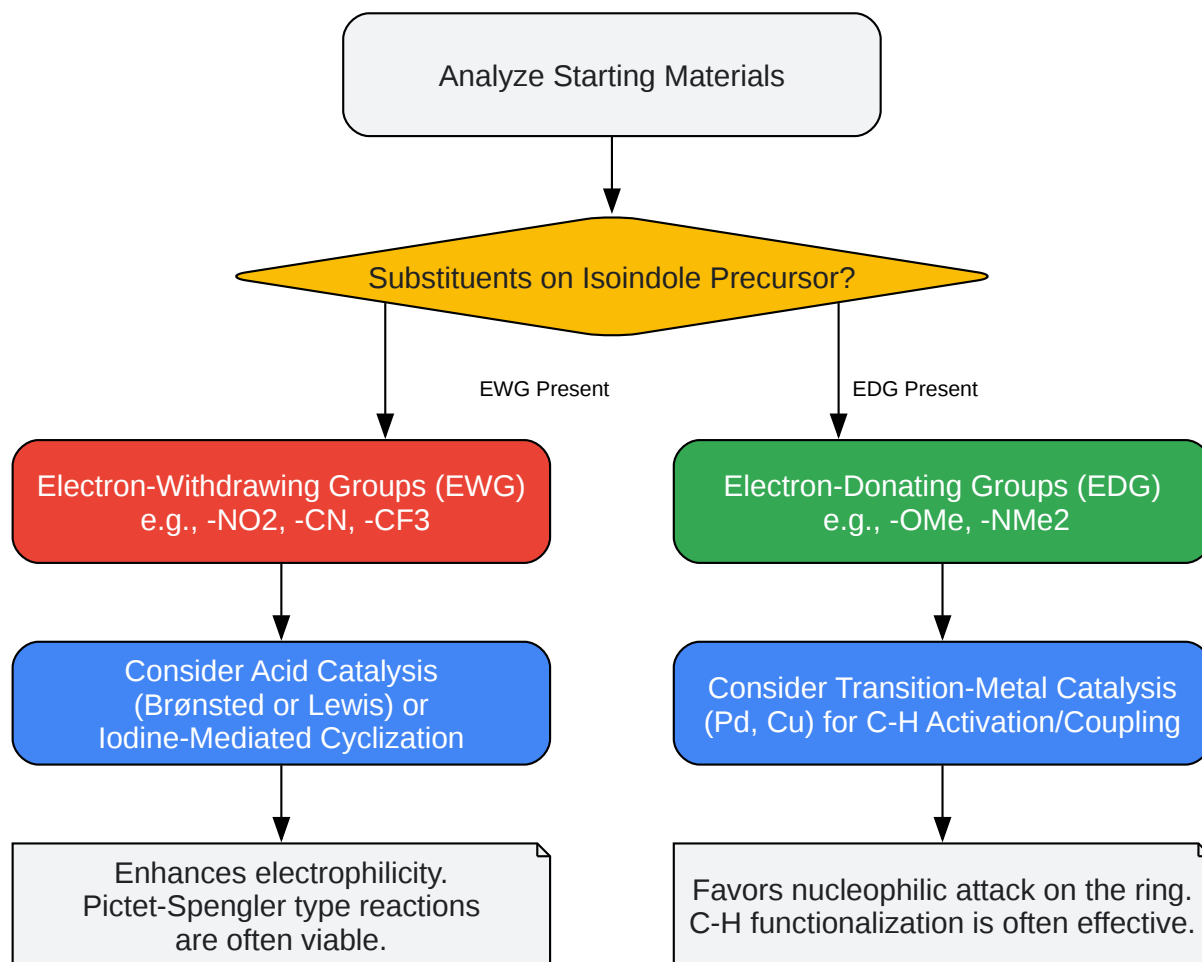 Analyze Starting Materials
Substituents on Isoindole Precursor?
EWG Present
EDG Present
Electron-Withdrawing Groups (EWG)
e.g., -NO2, -CN, -CF3
Electron-Donating Groups (EDG)
e.g., -OMe, -NMe2
Consider Acid Catalysis
(Brønsted or Lewis) or
Iodine-Mediated Cyclization
Consider Transition-Metal Catalysis
(Pd, Cu) for C-H Activation/Coupling
Enhances electrophilicity.
Pictet-Spengler type reactions
are often viable.
Favors nucleophilic attack on the ring.
C-H functionalization is often effective.